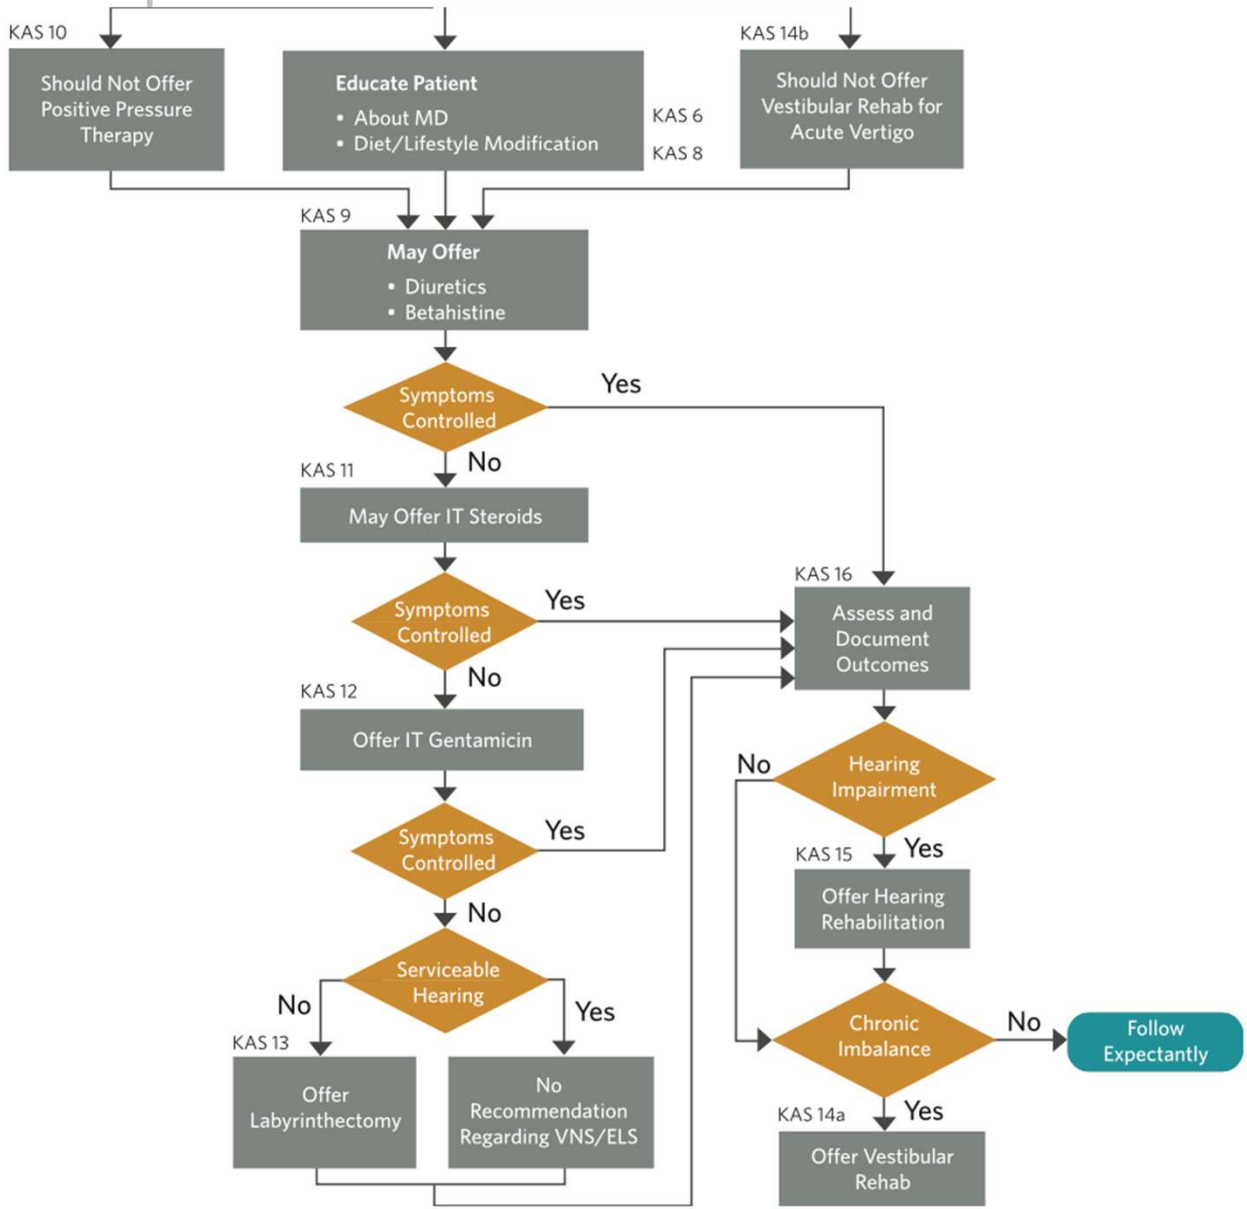 KAS 10
KAS 14b
Should Not Offer
Positive Pressure
Therapy
Educate Patient
▪ About MD
▪ Diet/Lifestyle Modification
KAS 6
KAS 8
Should Not Offer
Vestibular Rehab for
Acute Vertigo
KAS 9
May Offer
▪ Diuretics
▪ Betahistine
Symptoms
Controlled
Yes
No
KAS 11
May Offer IT Steroids
Symptoms
Controlled
Yes
No
KAS 12
Offer IT Gentamicin
Symptoms
Controlled
Yes
No
Serviceable
Hearing
No
Yes
KAS 13
Offer
Labyrinthectomy
No
Recommendation
Regarding VNS/ELS
KAS 16
Assess and
Document
Outcomes
Hearing
Impairment
No
Yes
KAS 15
Offer Hearing
Rehabilitation
Chronic
Imbalance
No
Follow
Expectantly
Yes
KAS 14a
Offer Vestibular
Rehab